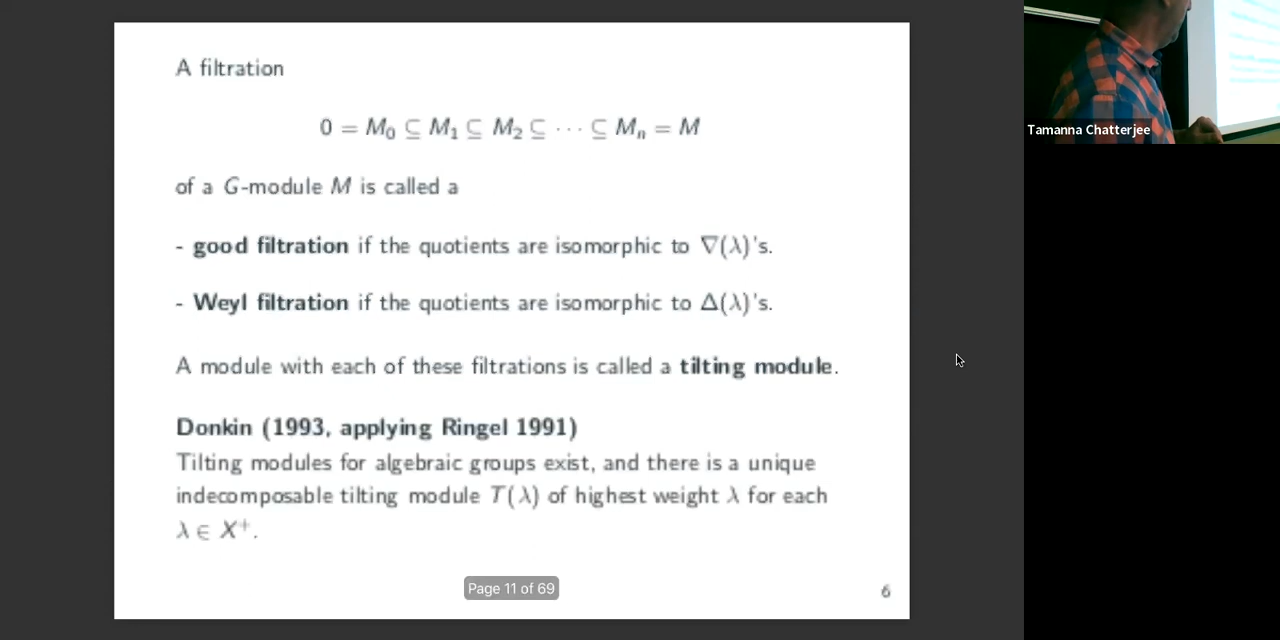 A filtration
0 = M₀ ⊆ M₁ ⊆ M₂ ⊆ ⋯ ⊆ Mₙ = M
of a G-module M is called a
- good filtration if the quotients are isomorphic to ∇(λ)'s.
- Weyl filtration if the quotients are isomorphic to Δ(λ)'s.
A module with each of these filtrations is called a tilting module.
Donkin (1993, applying Ringel 1991)
Tilting modules for algebraic groups exist, and there is a unique
indecomposable tilting module T(λ) of highest weight λ for each
λ ∈ X⁺.
Page 11 of 69
6
Tamanna Chatterjee